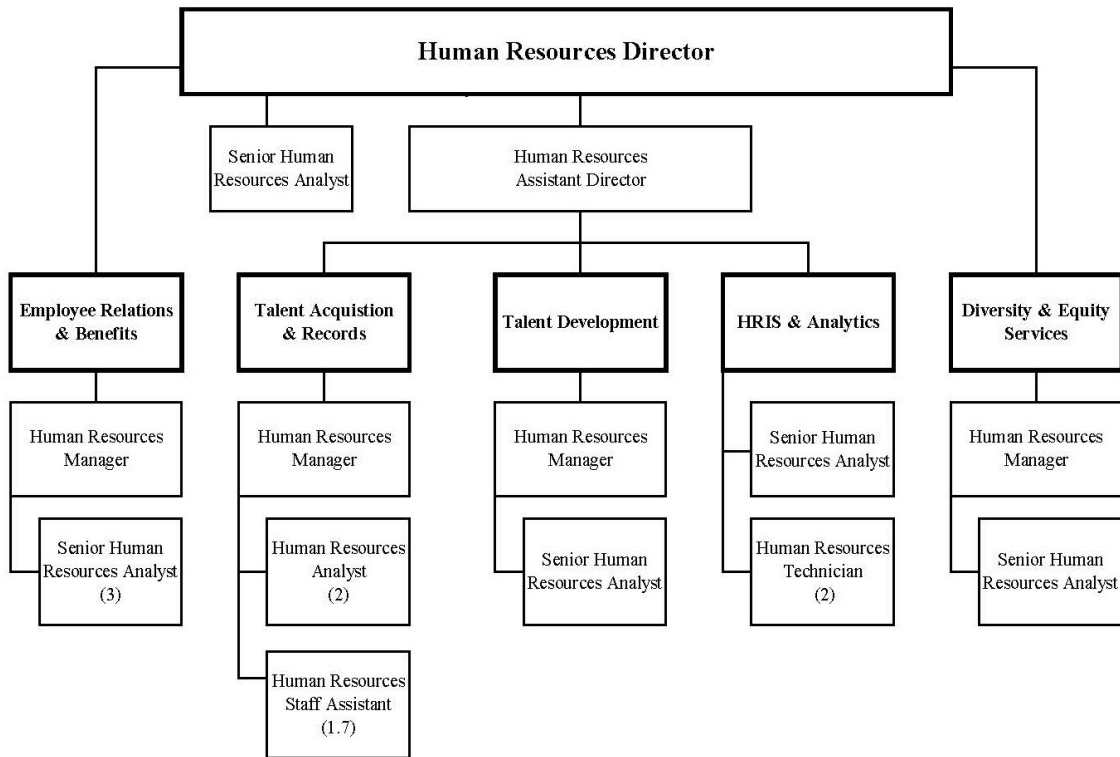 Human Resources Director
Senior Human
Resources Analyst
Human Resources
Assistant Director
Employee Relations
& Benefits
Talent Acquistion
& Records
Talent Development
HRIS & Analytics
Diversity & Equity
Services
Human Resources
Manager
Human Resources
Manager
Human Resources
Manager
Senior Human
Resources Analyst
Human Resources
Manager
Senior Human
Resources Analyst
(3)
Human Resources
Analyst
(2)
Senior Human
Resources Analyst
Human Resources
Technician
(2)
Senior Human
Resources Analyst
Human Resources
Staff Assistant
(1.7)